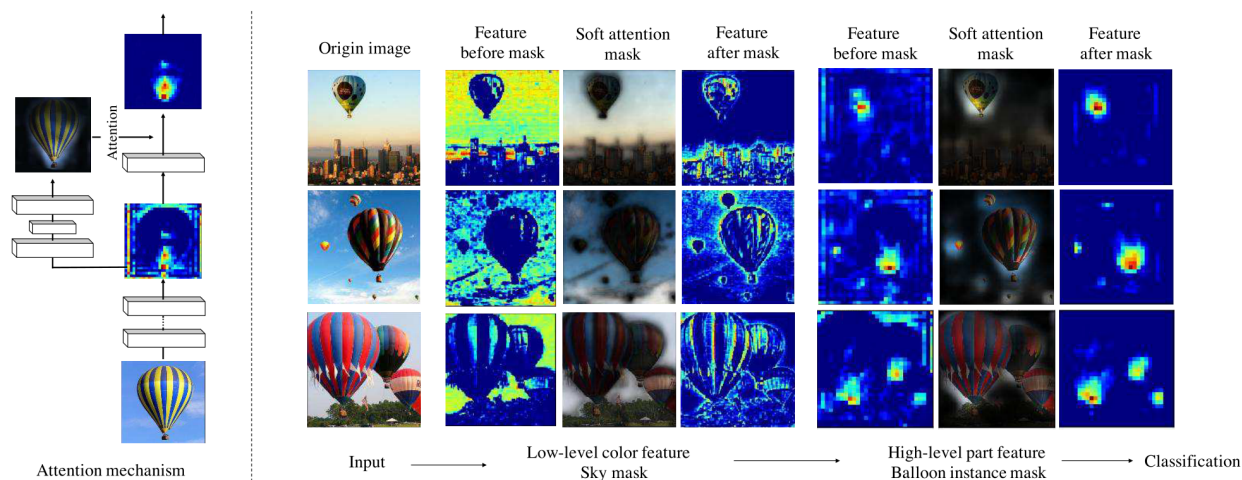 Attention
Attention mechanism
Origin image
Feature
before mask
Soft attention
mask
Feature
after mask
Feature
before mask
Soft attention
mask
Feature
after mask
Input
Low-level color feature
Sky mask
High-level part feature
Balloon instance mask
Classification